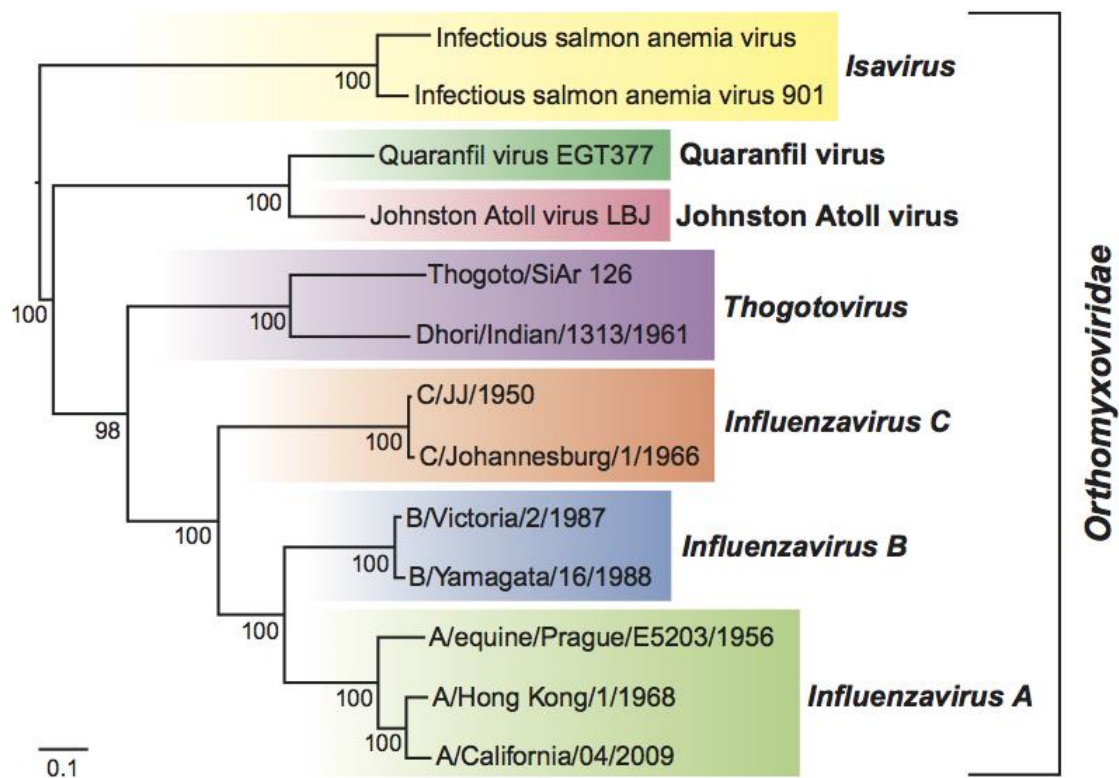 Infectious salmon anemia virus
Isavirus
100
Infectious salmon anemia virus 901
Quaranfil virus EGT377
Quaranfil virus
100
Johnston Atoll virus LBJ
Johnston Atoll virus
Thogoto/SiAr 126
100
Thogotovirus
100
Dhori/Indian/1313/1961
C/JJ/1950
98
Influenzavirus C
100
C/Johannesburg/1/1966
B/Victoria/2/1987
100
Influenzavirus B
100
B/Yamagata/16/1988
100
A/equine/Prague/E5203/1956
100
A/Hong Kong/1/1968
Influenzavirus A
100
A/California/04/2009
0.1
Orthomyxoviridae